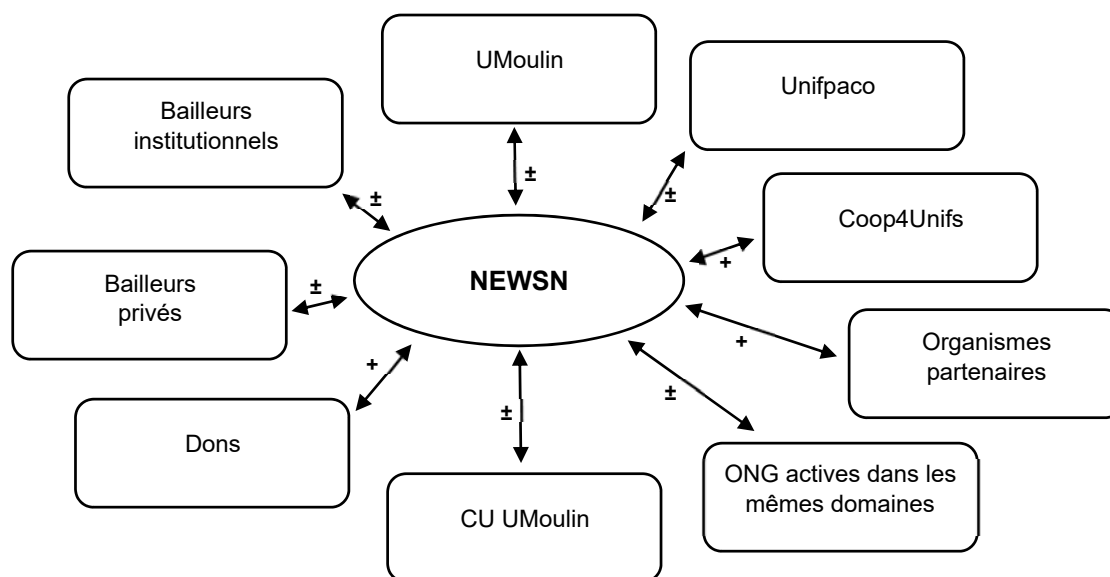 UMoulin
Unifpaco
Bailleurs
institutionnels
±
±
±
Coop4Unifs
+
NEWSN
Bailleurs
privés
±
+
Organismes
partenaires
+
±
±
Dons
ONG actives dans les
mêmes domaines
CU UMoulin